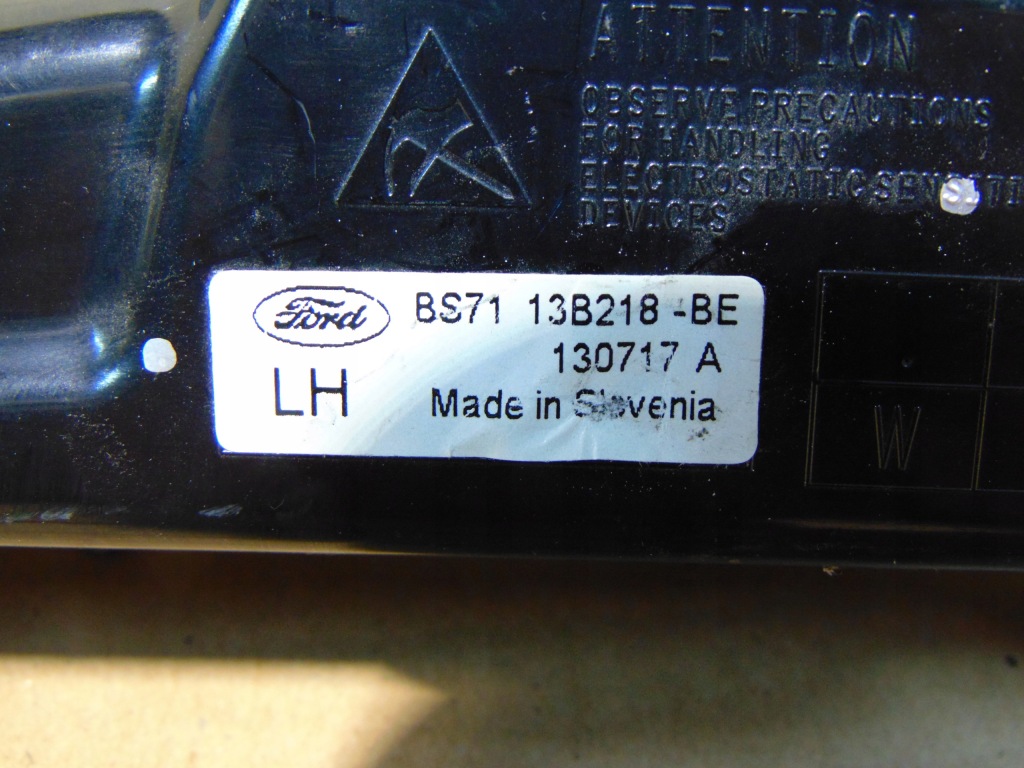 ATTENTION
OBSERVE PRECAUTIONS
FOR HANDLING
ELECTROSTATIC
DEVICES
Ford BS71 13B218-BE
130717 A
LH Made in Slovenia
W